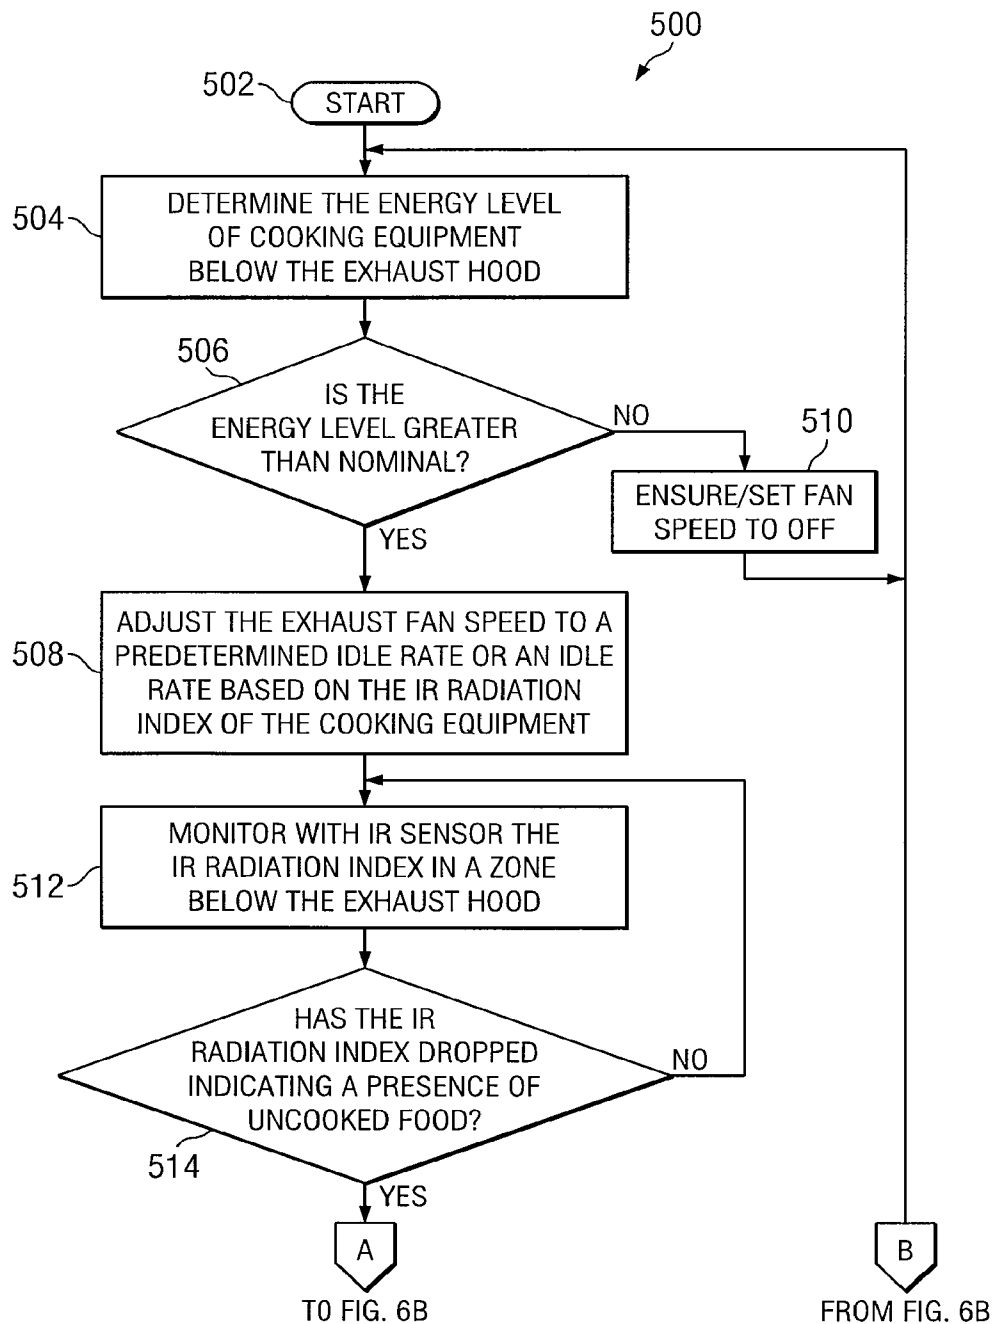 500
502
START
504
DETERMINE THE ENERGY LEVEL
OF COOKING EQUIPMENT
BELOW THE EXHAUST HOOD
506
IS THE
ENERGY LEVEL GREATER
THAN NOMINAL?
NO
510
ENSURE/SET FAN
SPEED TO OFF
YES
508
ADJUST THE EXHAUST FAN SPEED TO A
PREDETERMINED IDLE RATE OR AN IDLE
RATE BASED ON THE IR RADIATION
INDEX OF THE COOKING EQUIPMENT
512
MONITOR WITH IR SENSOR THE
IR RADIATION INDEX IN A ZONE
BELOW THE EXHAUST HOOD
HAS THE IR
RADIATION INDEX DROPPED
INDICATING A PRESENCE OF
UNCOOKED FOOD?
NO
514
YES
A
B
TO FIG. 6B
FROM FIG. 6B